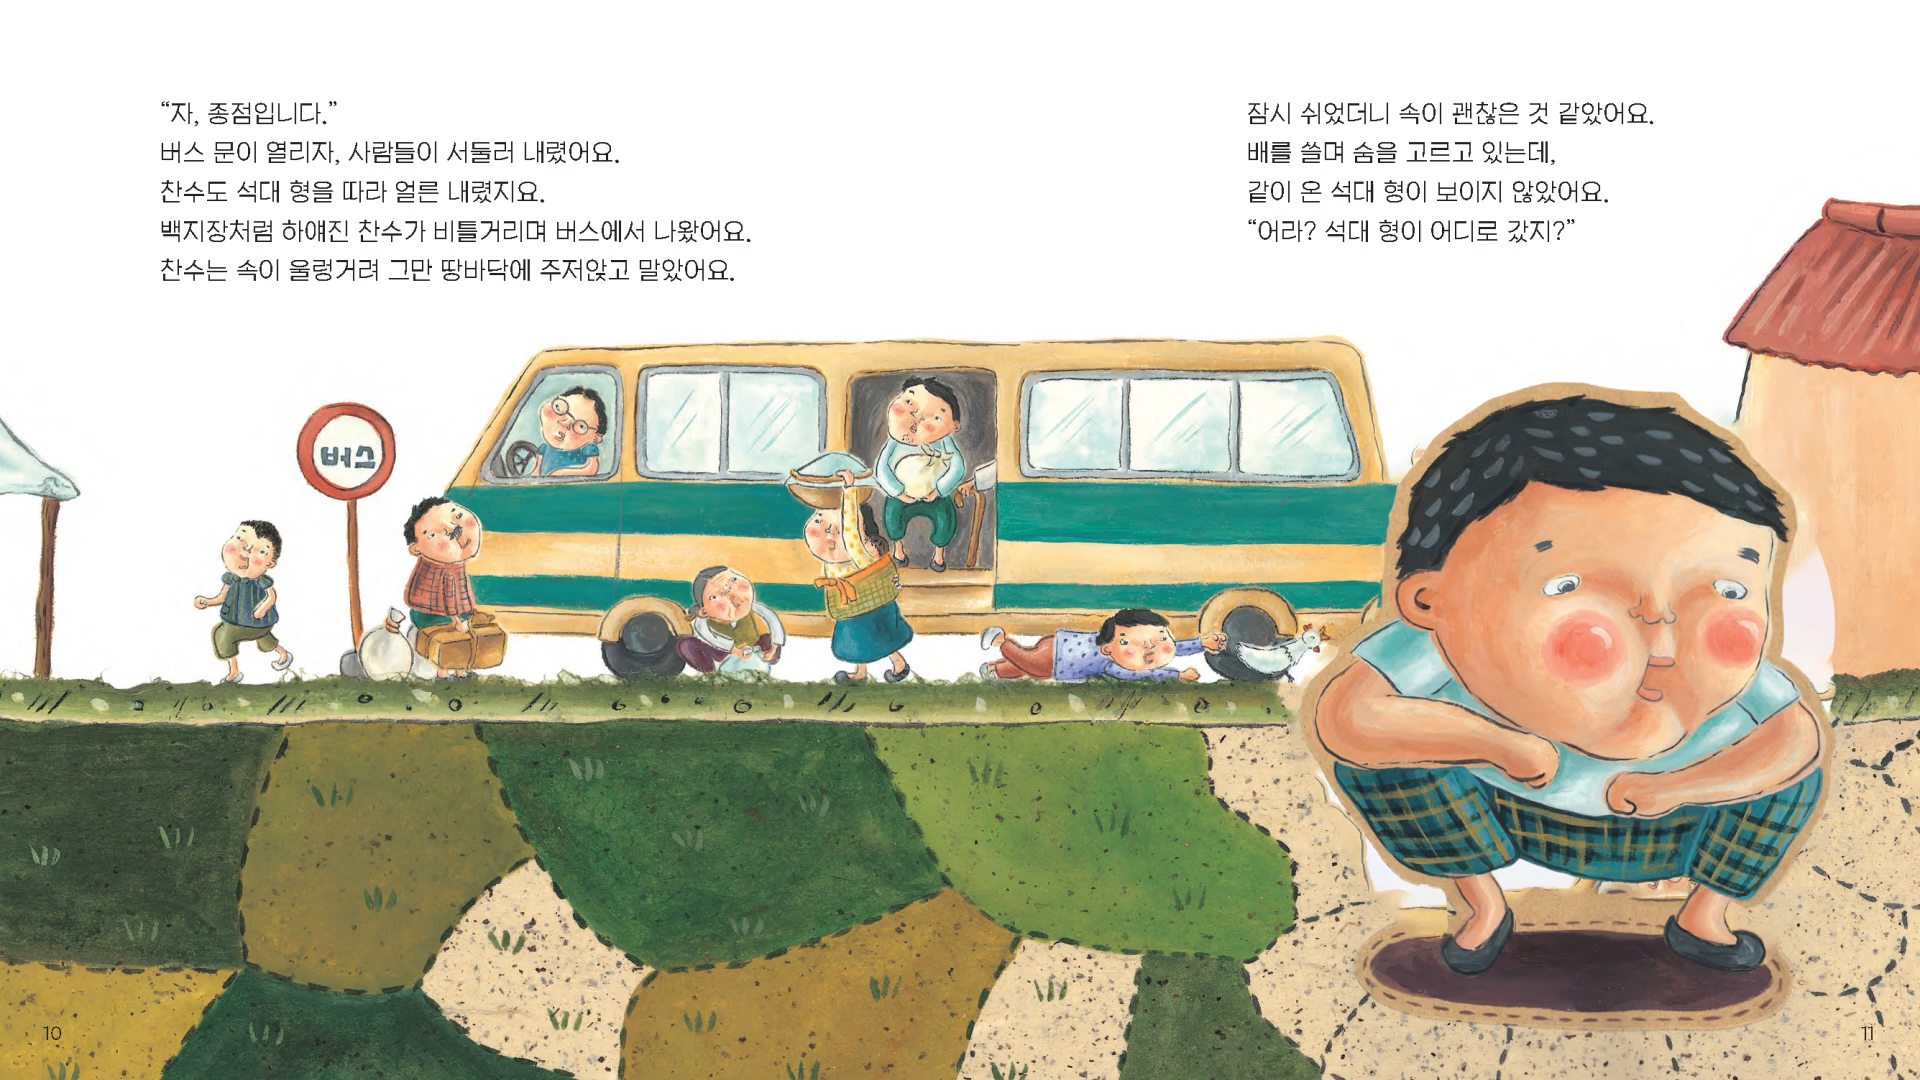 “자, 종점입니다.”
버스 문이 열리자, 사람들이 서둘러 내렸어요.
찬수도 석대 형을 따라 얼른 내렸지요.
백지장처럼 하얘진 찬수가 비틀거리며 버스에서 나왔어요.
찬수는 속이 울렁거려 그만 땅바닥에 주저앉고 말았어요.
잠시 쉬었더니 속이 괜찮은 것 같았어요.
배를 쓸며 숨을 고르고 있는데,
같이 온 석대 형이 보이지 않았어요.
“어라? 석대 형이 어디로 갔지?”
버스
10
11